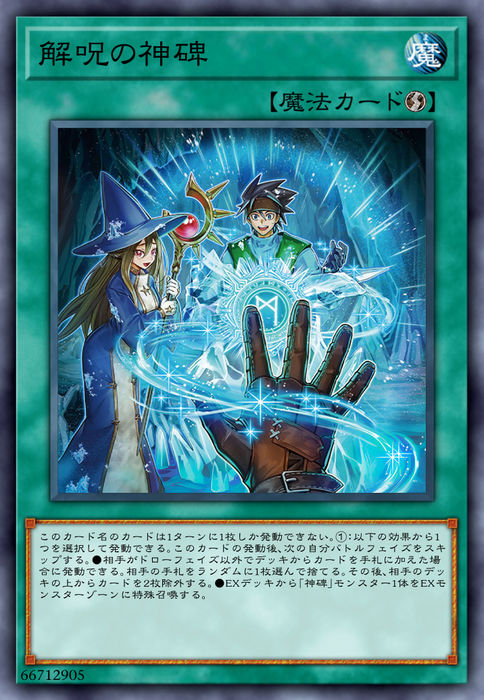 解呪の神碑
魔
【魔法カード】
このカード名のカードは1ターンに1枚しか発動できない。①:以下の効果から1
つを選択して発動できる。このカードの発動後、次の自分バトルフェイズをスキ
ップする。●相手がドローフェイズ以外でデッキからカードを手札に加えた場
合に発動できる。相手の手札をランダムに1枚選んで捨てる。その後、相手のデッ
キの上からカードを2枚除外する。●EXデッキから「神碑」モンスター1体をEXモ
ンスターゾーンに特殊召喚する。
66712905